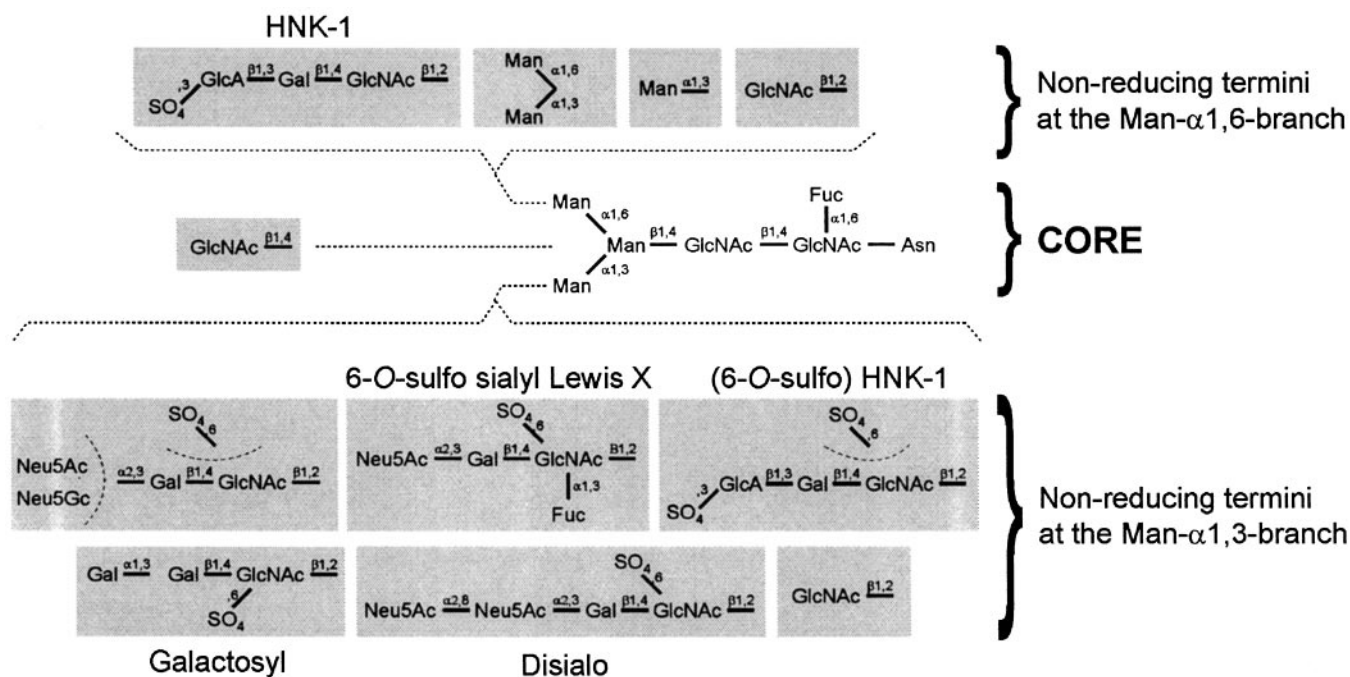 HNK-1
SO4 ,3 GlcA β1,3 Gal β1,4 GlcNAc β1,2
Man α1,6
Man α1,3
Man α1,3
GlcNAc β1,2
Non-reducing termini
at the Man-α1,6-branch
GlcNAc β1,4
Man α1,6
Man α1,3
Man β1,4 GlcNAc β1,4 GlcNAc Asn
Fuc α1,6
CORE
6-O-sulfo sialyl Lewis X
(6-O-sulfo) HNK-1
SO4 ,6
Neu5Ac
Neu5Gc
α2,3 Gal β1,4 GlcNAc β1,2
SO4 ,6
Neu5Ac α2,3 Gal β1,4 GlcNAc β1,2
α1,3
Fuc
SO4 ,6
SO4 ,3 GlcA β1,3 Gal β1,4 GlcNAc β1,2
Non-reducing termini
at the Man-α1,3-branch
Gal α1,3 Gal β1,4 GlcNAc β1,2
,6
SO4
SO4 ,6
Neu5Ac α2,8 Neu5Ac α2,3 Gal β1,4 GlcNAc β1,2
GlcNAc β1,2
Galactosyl
Disialo